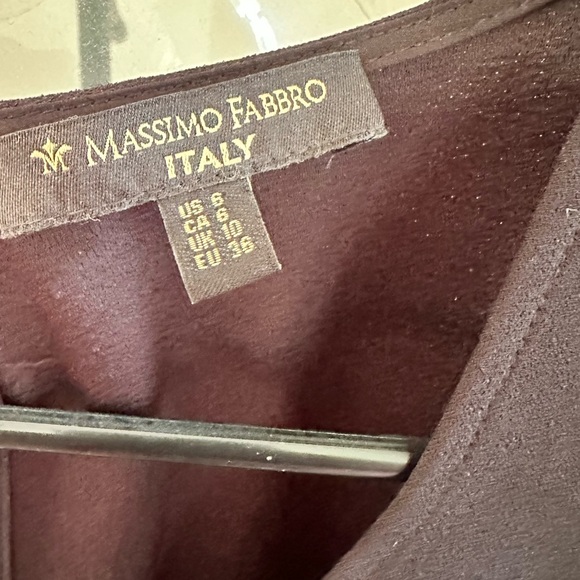 M MASSIMO FABBRO
ITALY
US 6
CA 6
UK 10
EU 36